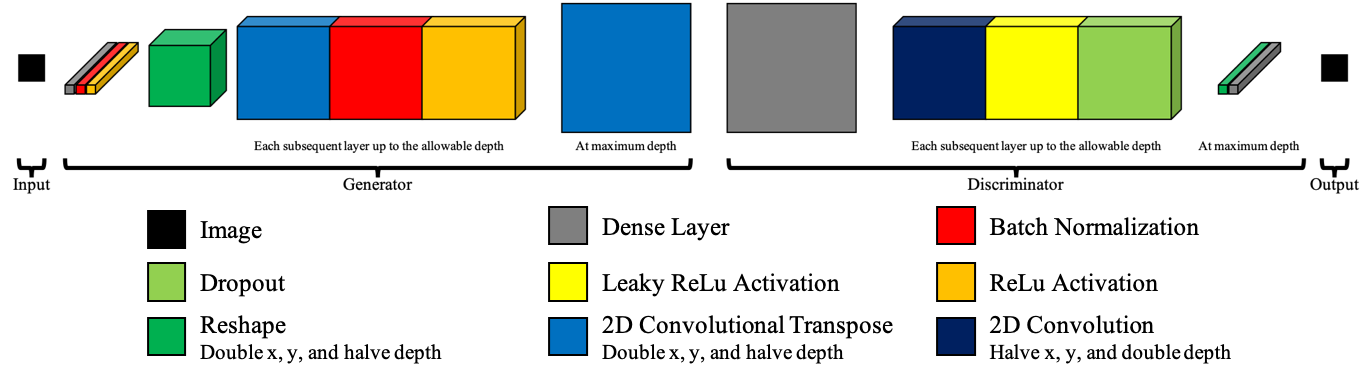 Each subsequent layer up to the allowable depth
At maximum depth
Each subsequent layer up to the allowable depth
At maximum depth
Input
Generator
Discriminator
Output
Image
Dense Layer
Batch Normalization
Dropout
Leaky ReLu Activation
ReLu Activation
Reshape
Double x, y, and halve depth
2D Convolutional Transpose
Double x, y, and halve depth
2D Convolution
Halve x, y, and double depth